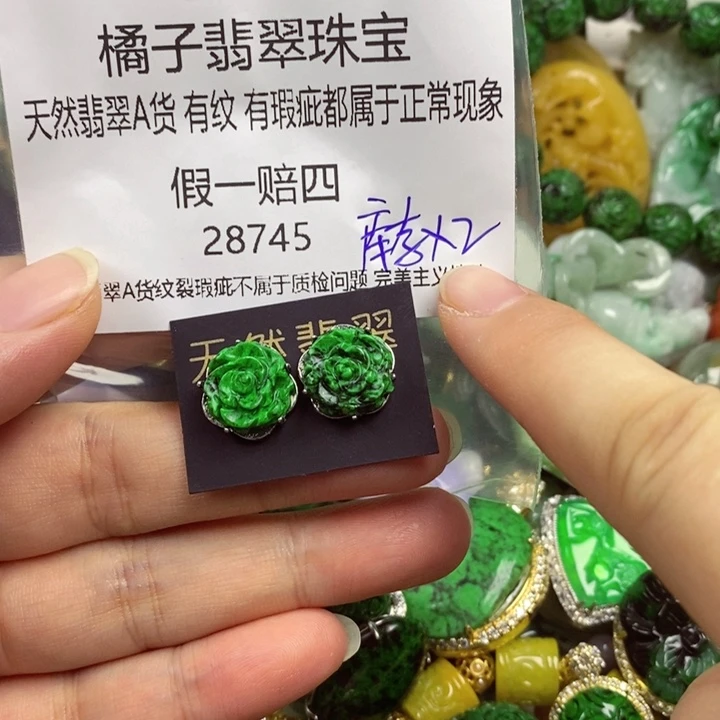 橘子翡翠珠宝
天然翡翠A货 有纹 有瑕疵都属于正常现象
假一赔四
28745
翠A货纹裂瑕疵不属于质检问题 完美主义
天然翡翠